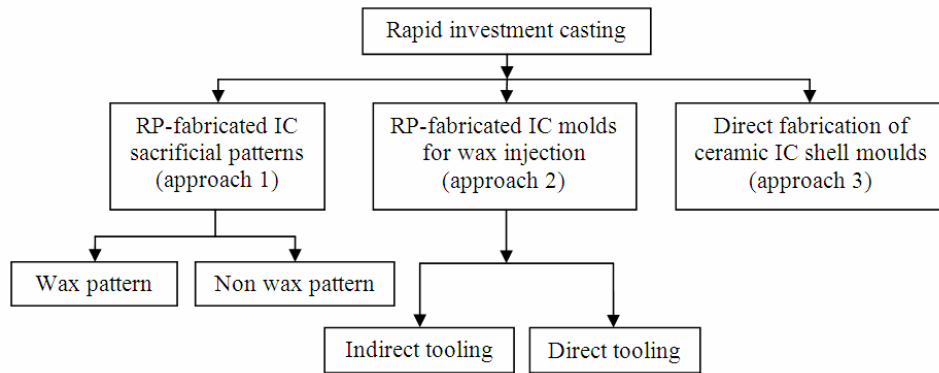 Rapid investment casting
RP-fabricated IC
sacrificial patterns
(approach 1)
RP-fabricated IC molds
for wax injection
(approach 2)
Direct fabrication of
ceramic IC shell moulds
(approach 3)
Wax pattern
Non wax pattern
Indirect tooling
Direct tooling